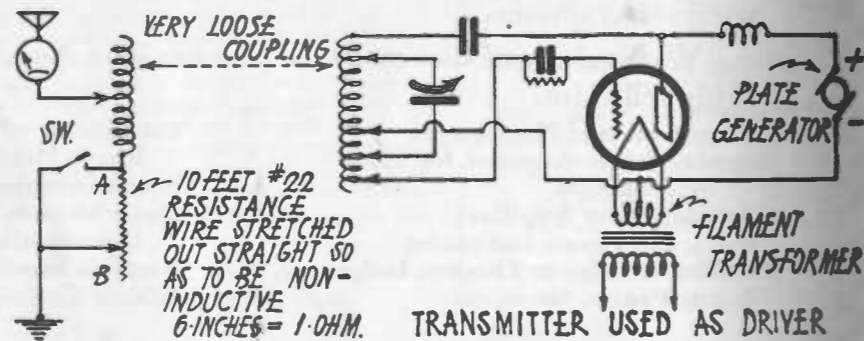 VERY LOOSE
COUPLING
SW.
A
B
10 FEET #22
RESISTANCE
WIRE STRETCHED
OUT STRAIGHT SO
AS TO BE NON-
INDUCTIVE
6-INCHES = 1-OHM.
+
PLATE
GENERATOR
-
FILAMENT
TRANSFORMER
TRANSMITTER USED AS DRIVER